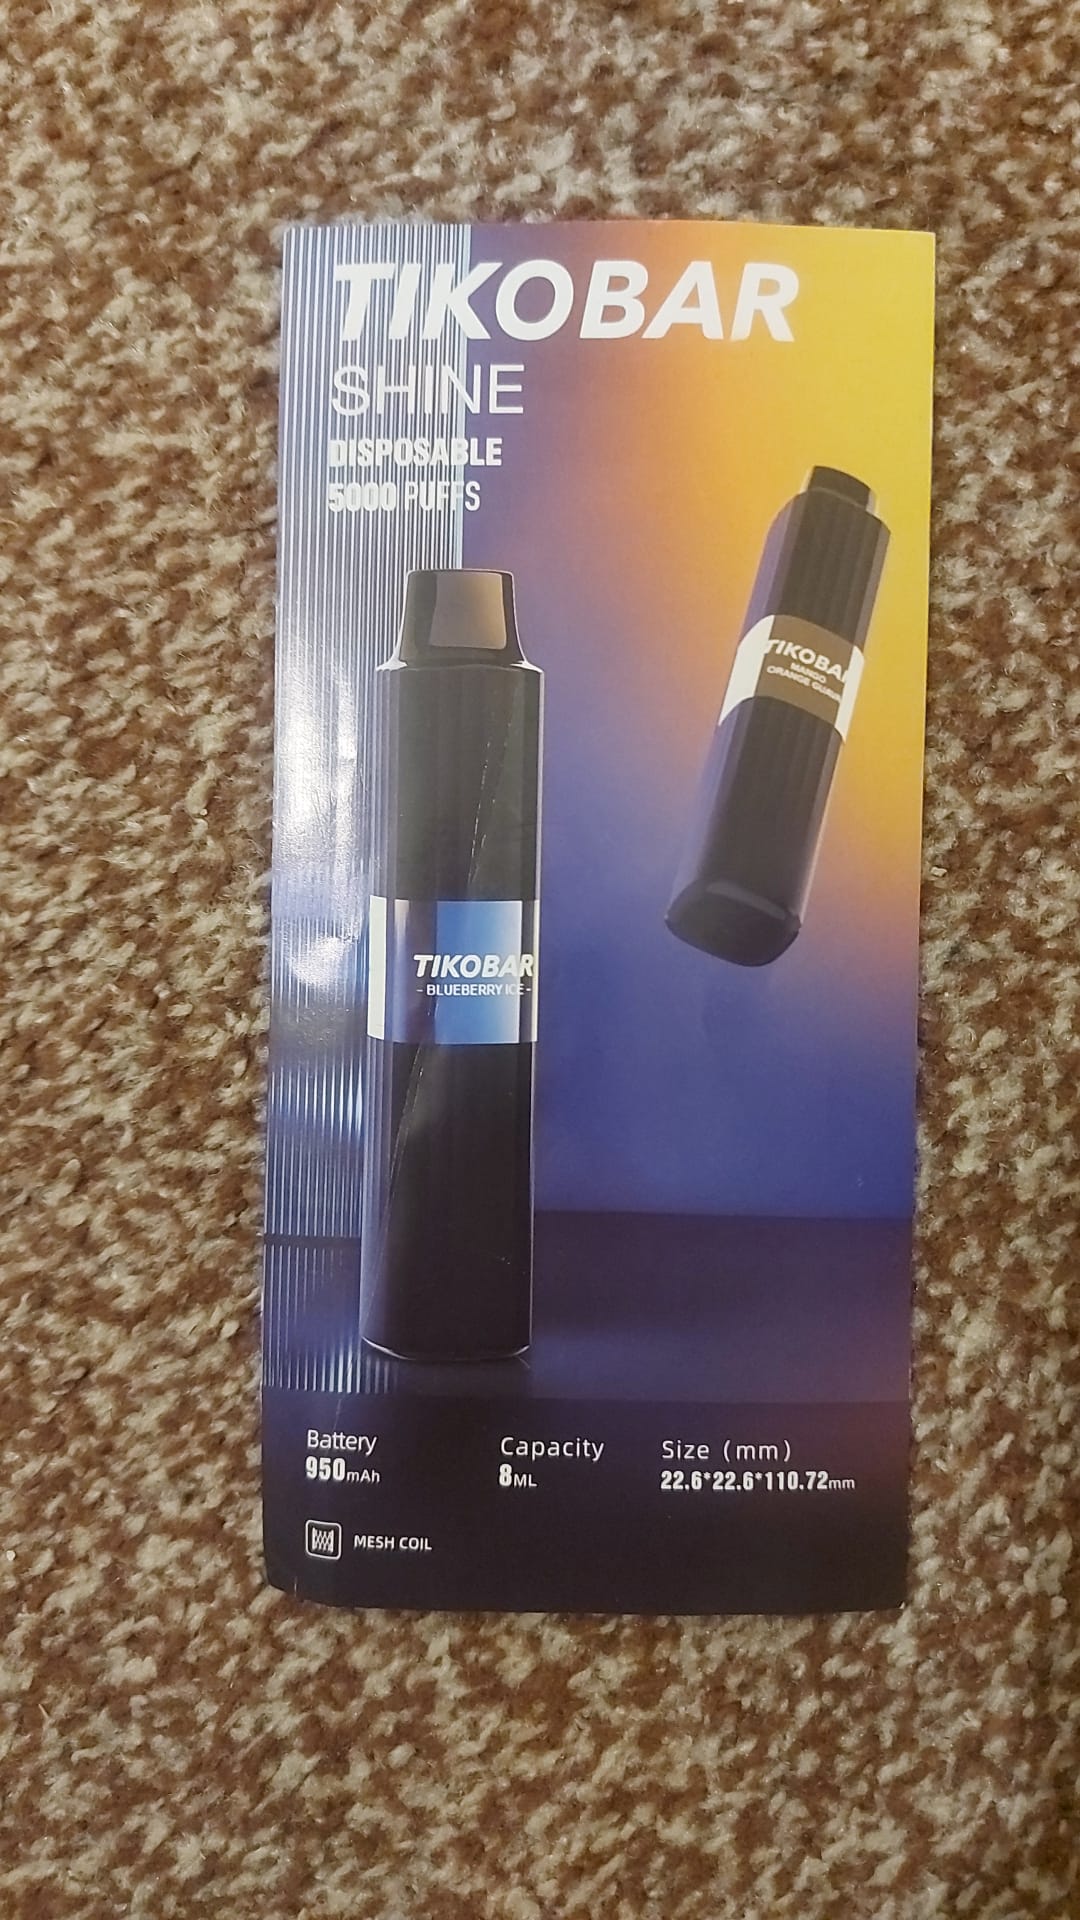 TIKOBAR
SHINE
DISPOSABLE
5000 PUFFS
TIKOBAR
MANGO
ORANGE GUAVA
TIKOBAR
- BLUEBERRY ICE -
Battery
950mAh
Capacity
8ML
Size (mm)
22.6*22.6*110.72mm
MESH COIL